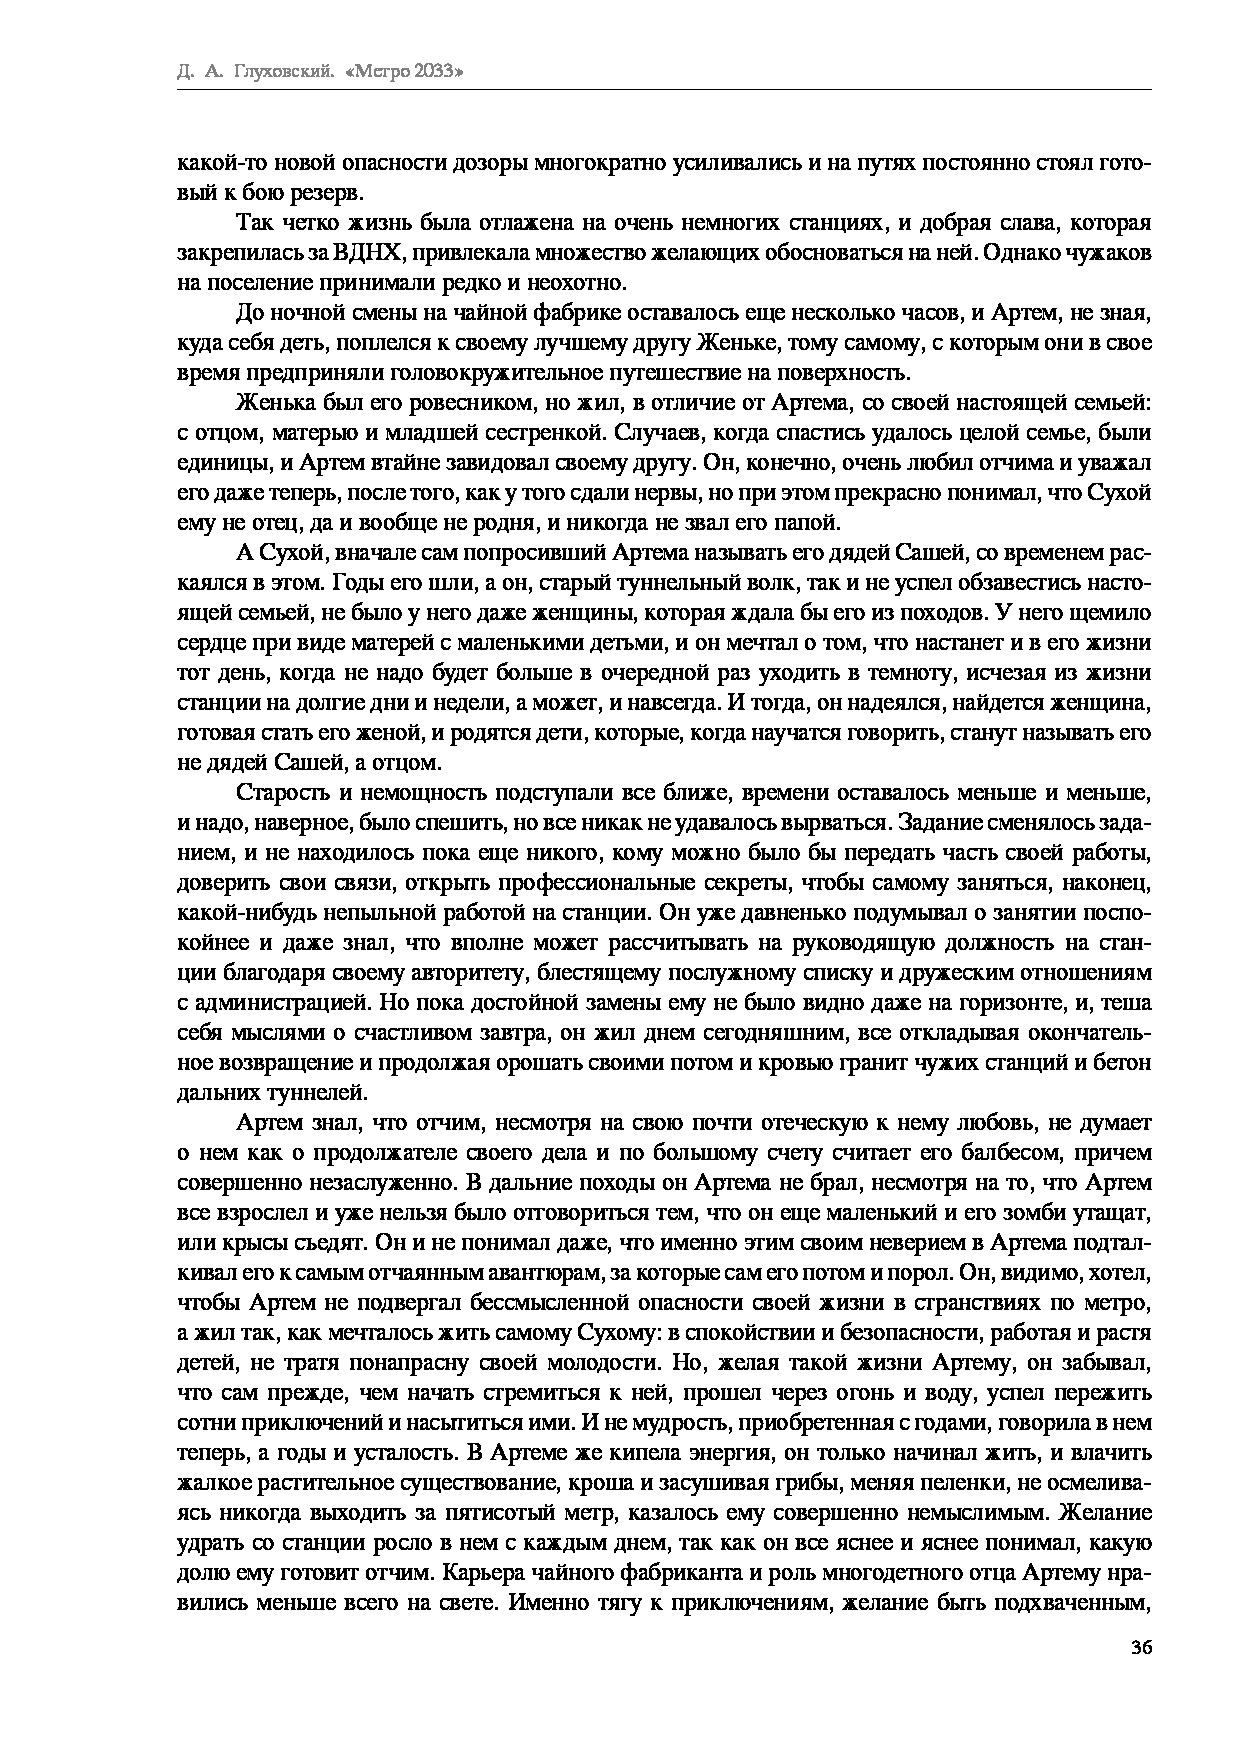 Д. А. Глуховский. «Метро 2033»
какой-то новой опасности дозоры многократно усиливались и на путях постоянно стоял гото-
вый к бою резерв.
Так четко жизнь была отлажена на очень немногих станциях, и добрая слава, которая
закрепилась за ВДНХ, привлекала множество желающих обосноваться на ней. Однако чужаков
на поселение принимали редко и неохотно.
До ночной смены на чайной фабрике оставалось еще несколько часов, и Артем, не зная,
куда себя деть, поплелся к своему лучшему другу Женьке, тому самому, с которым они в свое
время предприняли головокружительное путешествие на поверхность.
Женька был его ровесником, но жил, в отличие от Артема, со своей настоящей семьей:
с отцом, матерью и младшей сестренкой. Случаев, когда спастись удалось целой семье, были
единицы, и Артем втайне завидовал своему другу. Он, конечно, очень любил отчима и уважал
его даже теперь, после того, как у того сдали нервы, но при этом прекрасно понимал, что Сухой
ему не отец, да и вообще не родня, и никогда не звал его папой.
А Сухой, вначале сам попросивший Артема называть его дядей Сашей, со временем рас-
каялся в этом. Годы его шли, а он, старый туннельный волк, так и не успел обзавестись насто-
ящей семьей, не было у него даже женщины, которая ждала бы его из походов. У него щемило
сердце при виде матерей с маленькими детьми, и он мечтал о том, что настанет и в его жизни
тот день, когда не надо будет больше в очередной раз уходить в темноту, исчезая из жизни
станции на долгие дни и недели, а может, и навсегда. И тогда, он надеялся, найдется женщина,
готовая стать его женой, и родятся дети, которые, когда научатся говорить, станут называть его
не дядей Сашей, а отцом.
Старость и немощность подступали все ближе, времени оставалось меньше и меньше,
и надо, наверное, было спешить, но все никак не удавалось вырваться. Задание сменялось зада-
нием, и не находилось пока еще никого, кому можно было бы передать часть своей работы,
доверить свои связи, открыть профессиональные секреты, чтобы самому заняться, наконец,
какой-нибудь непыльной работой на станции. Он уже давненько подумывал о занятии поспо-
койнее и даже знал, что вполне может рассчитывать на руководящую должность на стан-
ции благодаря своему авторитету, блестящему послужному списку и дружеским отношениям
с администрацией. Но пока достойной замены ему не было видно даже на горизонте, и, теша
себя мыслями о счастливом завтра, он жил днем сегодняшним, все откладывая окончатель-
ное возвращение и продолжая орошать своими потом и кровью гранит чужих станций и бетон
дальних туннелей.
Артем знал, что отчим, несмотря на свою почти отеческую к нему любовь, не думает
о нем как о продолжателе своего дела и по большому счету считает его балбесом, причем
совершенно незаслуженно. В дальние походы он Артема не брал, несмотря на то, что Артем
все взрослел и уже нельзя было отговориться тем, что он еще маленький и его зомби утащат,
или крысы съедят. Он и не понимал даже, что именно этим своим неверием в Артема подтал-
кивал его к самым отчаянным авантюрам, за которые сам его потом и порол. Он, видимо, хотел,
чтобы Артем не подвергал бессмысленной опасности своей жизни в странствиях по метро,
а жил так, как мечталось жить самому Сухому: в спокойствии и безопасности, работая и растя
детей, не тратя понапрасну своей молодости. Но, желая такой жизни Артему, он забывал,
что сам прежде, чем начать стремиться к ней, прошел через огонь и воду, успел пережить
сотни приключений и насытиться ими. И не мудрость, приобретенная с годами, говорила в нем
теперь, а годы и усталость. В Артеме же кипела энергия, он только начинал жить, и влачить
жалкое растительное существование, кроша и засушивая грибы, меняя пеленки, не осмелива-
ясь никогда выходить за пятисотый метр, казалось ему совершенно немыслимым. Желание
удрать со станции росло в нем с каждым днем, так как он все яснее и яснее понимал, какую
долю ему готовит отчим. Карьера чайного фабриканта и роль многодетного отца Артему нра-
вились меньше всего на свете. Именно тягу к приключениям, желание быть подхваченным,
36